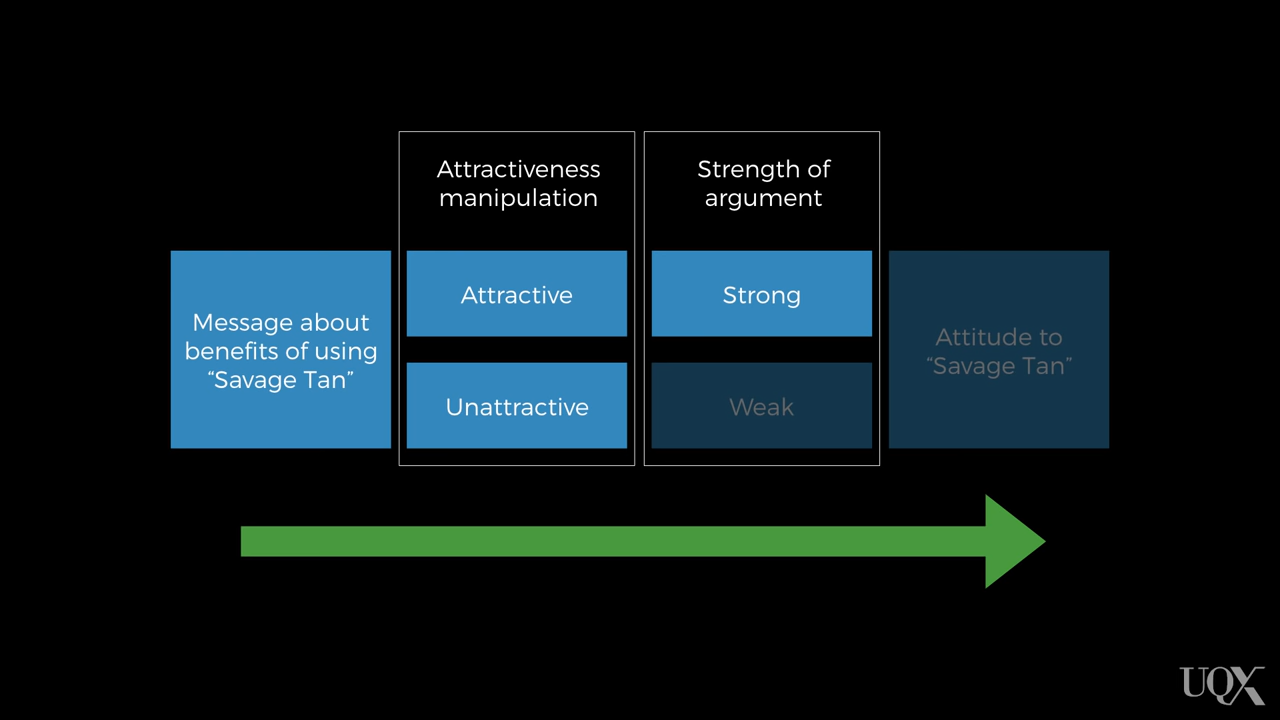 Attractiveness
manipulation
Strength of
argument
Message about
benefits of using
“Savage Tan”
Attractive
Unattractive
Strong
Weak
Attitude to
“Savage Tan”
UQX